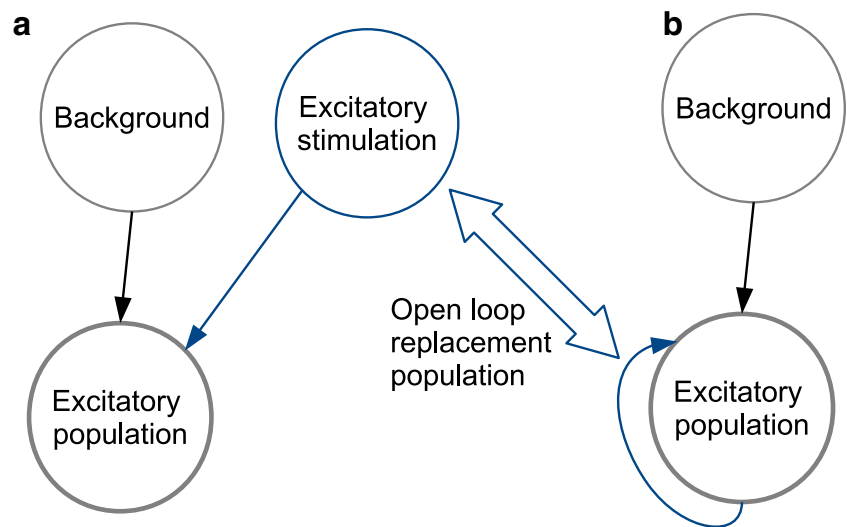 a
Background
Excitatory
stimulation
Excitatory
population
Open loop
replacement
population
b
Background
Excitatory
population